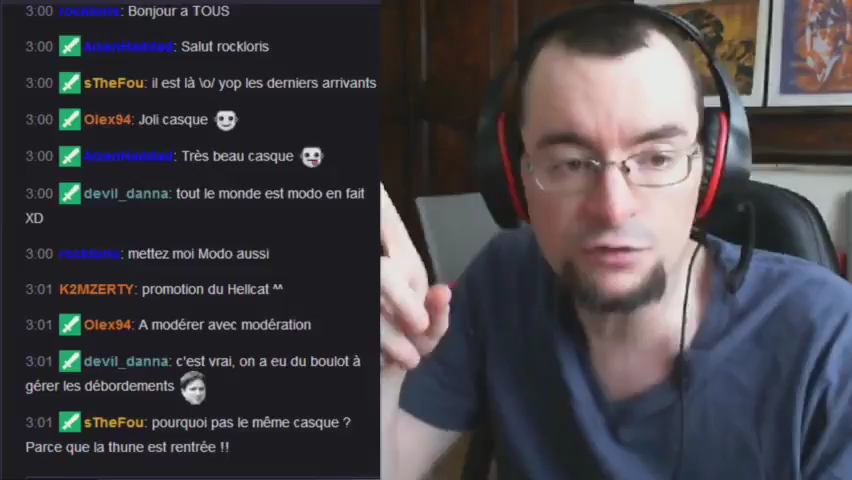 3:00 rockloris: Bonjour a TOUS
3:00 : Salut rockloris
3:00 sTheFou: il est là \o/ yop les derniers arrivants
3:00 Olex94: Joli casque
3:00 : Très beau casque
3:00 devil_danna: tout le monde est modo en fait
XD
3:00 rockloris: mettez moi Modo aussi
3:01 K2MZERTY: promotion du Hellcat ^^
3:01 Olex94: A modérer avec modération
3:01 devil_danna: c'est vrai, on a eu du boulot à
gérer les débordements
3:01 sTheFou: pourquoi pas le même casque ?
Parce que la thune est rentrée !!